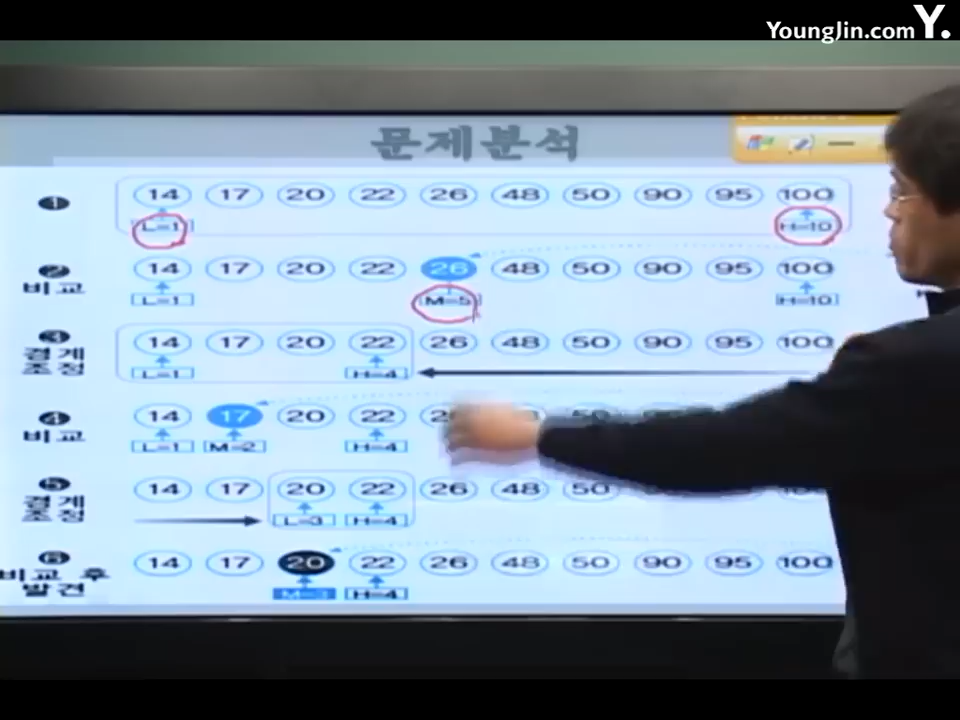 YoungJin.com Y.
문제분석
❶ 14 17 20 22 26 48 50 90 95 100
L=1 H=10
❷ 14 17 20 22 26 48 50 90 95 100
비교 L=1 M=5 H=10
❸ 14 17 20 22 26 48 50 90 95 100
경계
조정 L=1 H=4
❹ 14 17 20 22
비교 L=1 M=2 H=4
❺ 14 17 20 22 26 48 50
경계
조정 L=3 H=4
❻ 14 17 20 22 26 48 50 90 95 100
비교 후
발견 M=3 H=4